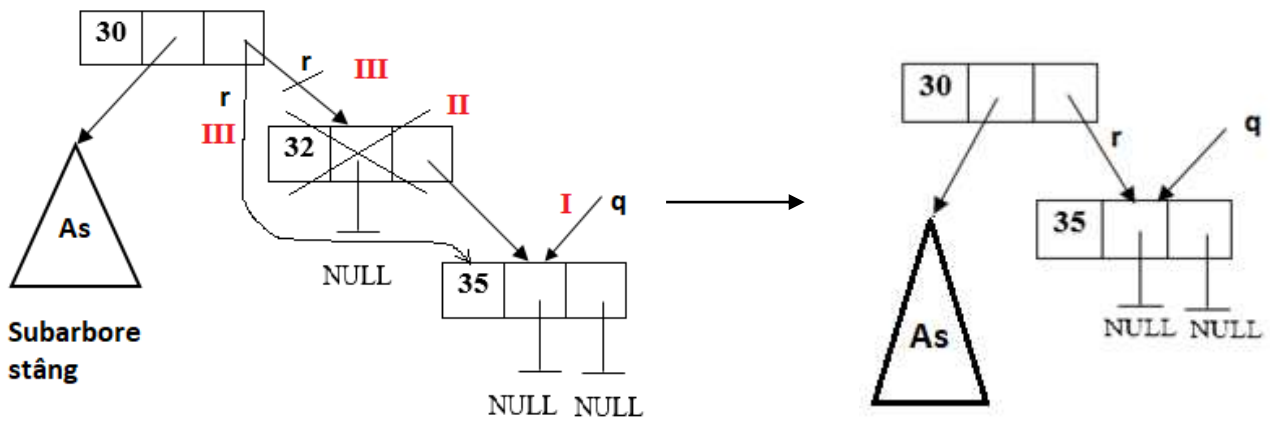 30
r
III
r
III
II
32
As
I
q
NULL
35
Subarbore
stâng
NULL NULL
30
r
q
35
As
NULL NULL